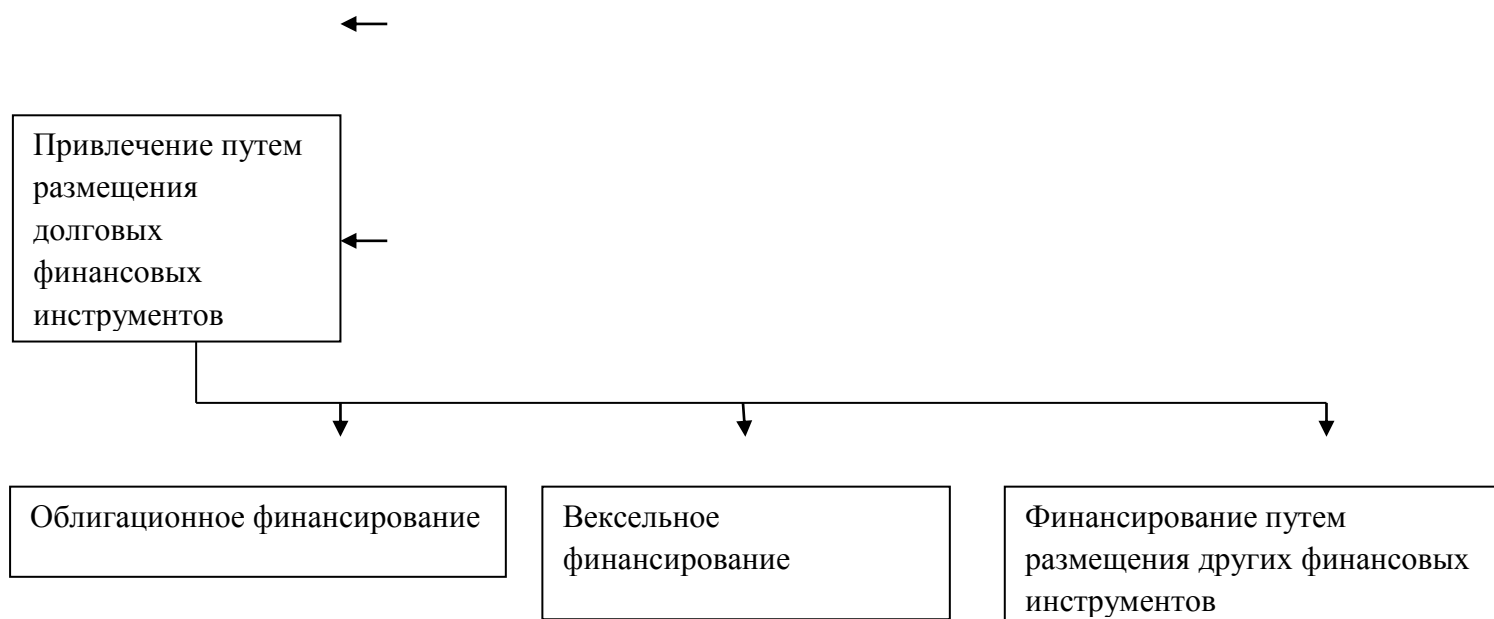 Привлечение путем
размещения
долговых
финансовых
инструментов
Облигационное финансирование
Вексельное
финансирование
Финансирование путем
размещения других финансовых
инструментов